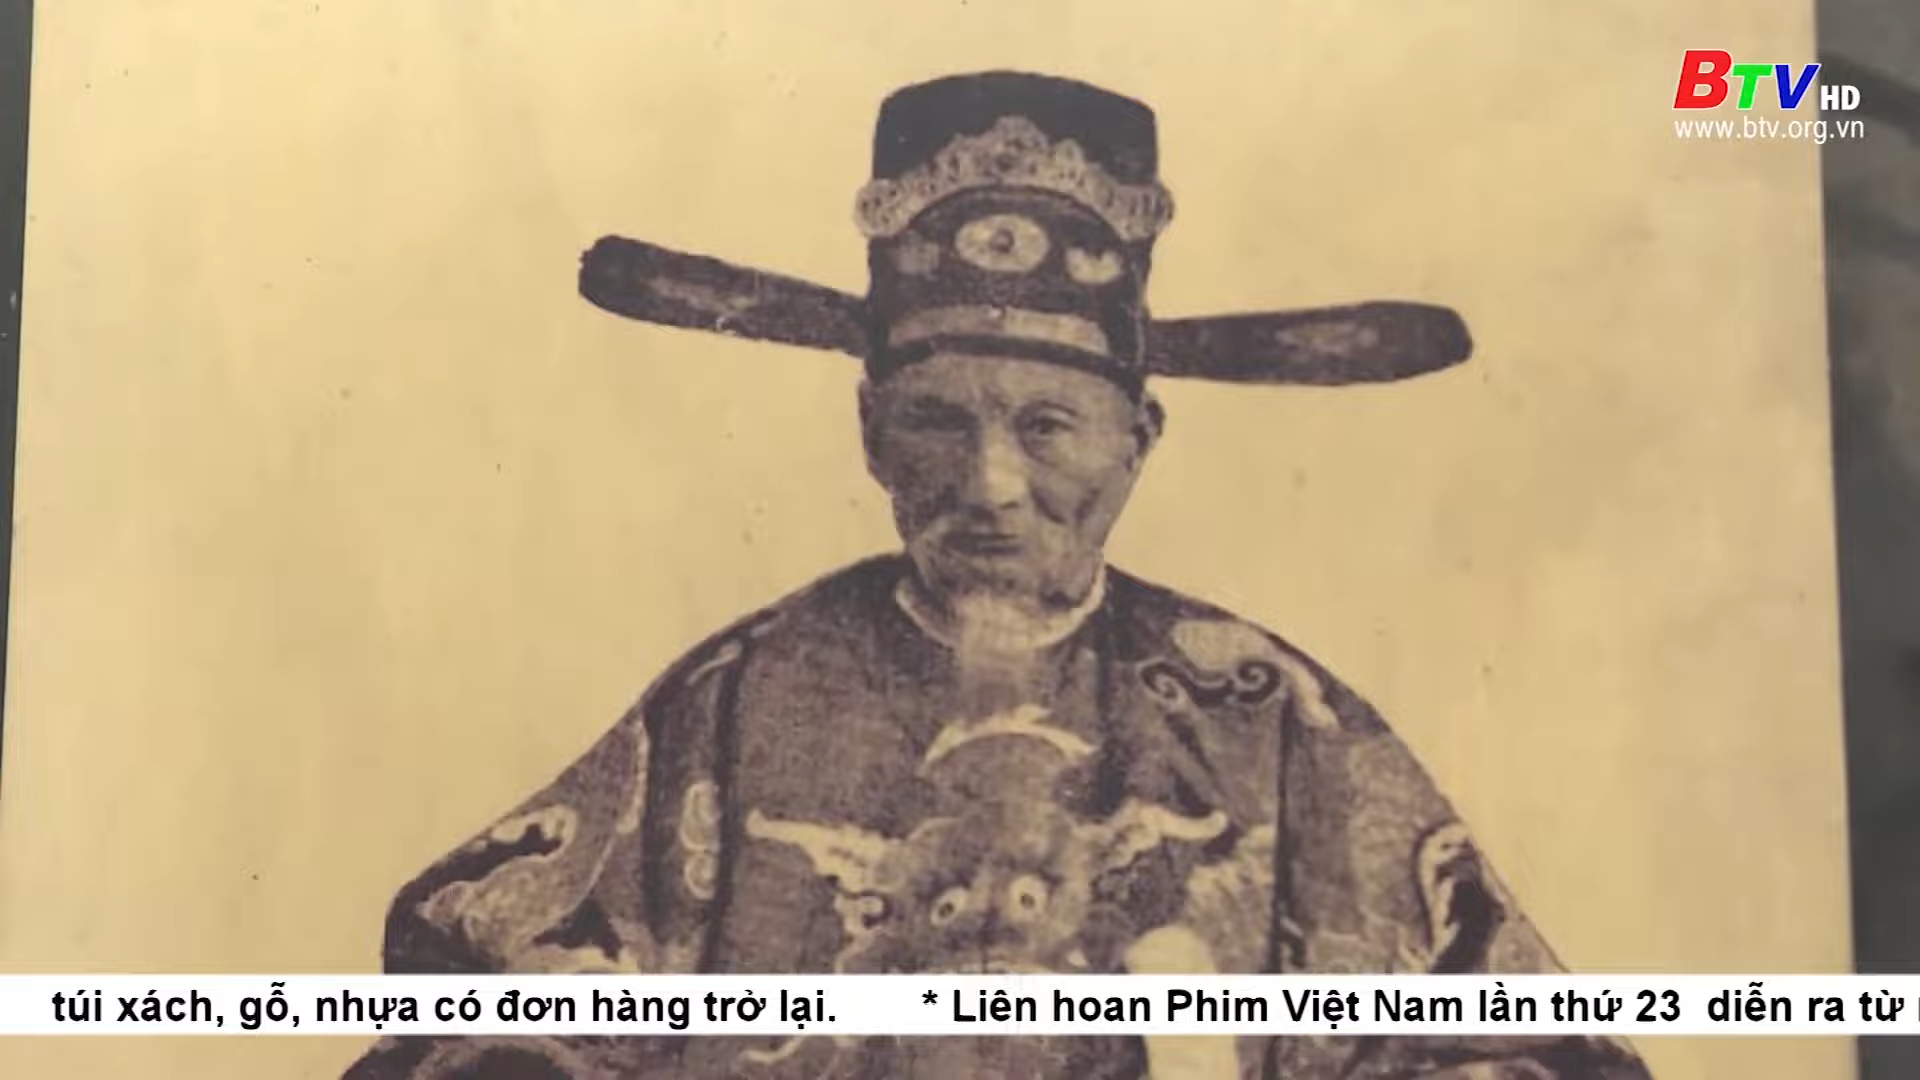 BTV HD
www.btv.org.vn
túi xách, gỗ, nhựa có đơn hàng trở lại. * Liên hoan Phim Việt Nam lần thứ 23 diễn ra từ